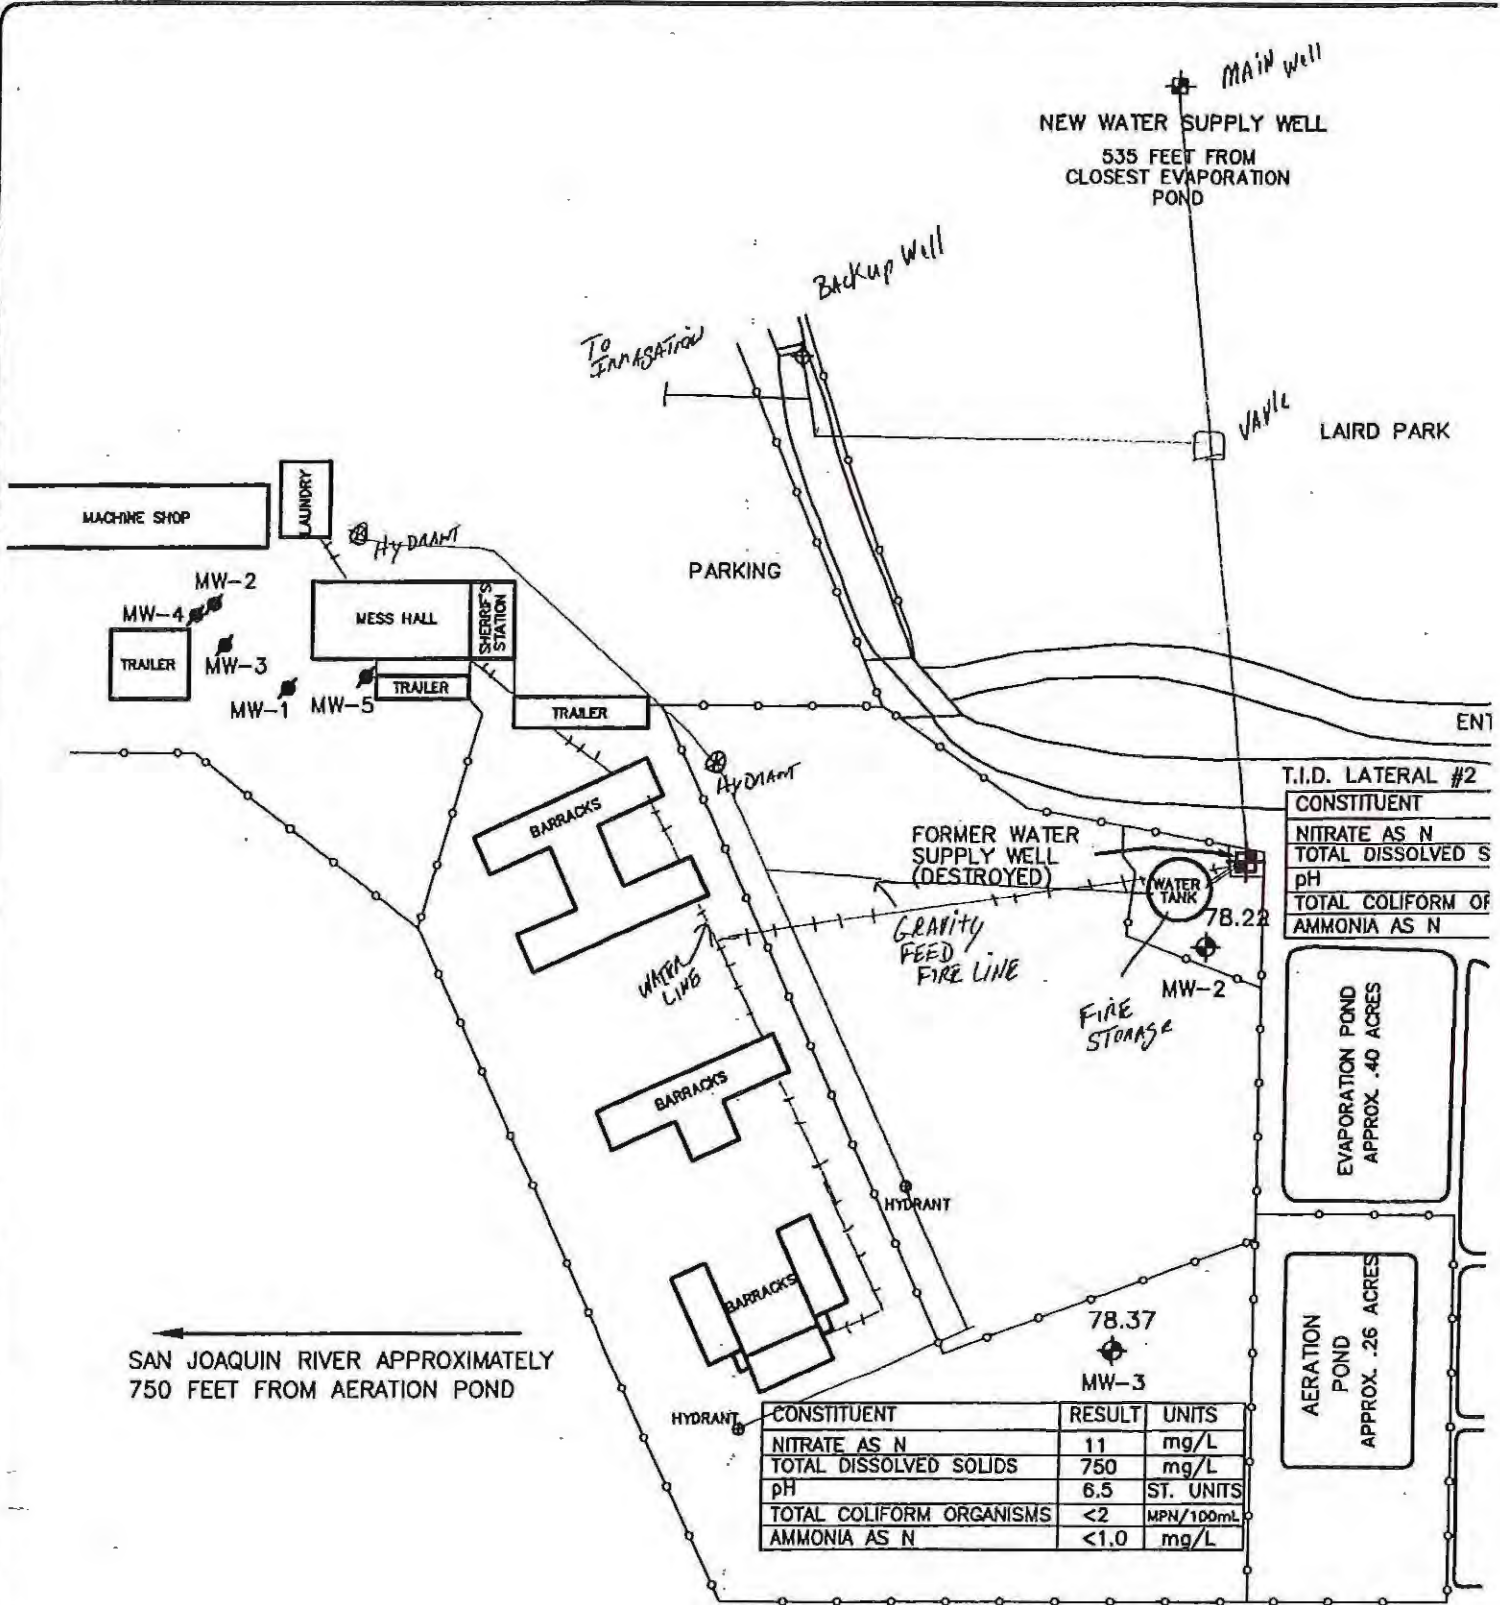 MAIN Well
NEW WATER SUPPLY WELL
535 FEET FROM
CLOSEST EVAPORATION
POND
BACKUP Well
TO
IRRAGATION
VAVLE
LAIRD PARK
LAUNDRY
MACHINE SHOP
HYDRANT
PARKING
MW-2
MW-4
MESS HALL
SHERRIF'S
STATION
TRAILER
MW-3
TRAILER
MW-1
MW-5
TRAILER
ENT
HYDRANT
T.I.D. LATERAL #2
CONSTITUENT
NITRATE AS N
TOTAL DISSOLVED S
pH
TOTAL COLIFORM OR
AMMONIA AS N
BARRACKS
FORMER WATER
SUPPLY WELL
(DESTROYED)
WATER
TANK
78.22
MW-2
GRAVITY
FEED
FIRE LINE
WATER
LINE
FIRE
STORAGE
EVAPORATION POND
APPROX. .40 ACRES
BARRACKS
HYDRANT
BARRACKS
78.37
MW-3
AERATION
POND
APPROX. .26 ACRES
SAN JOAQUIN RIVER APPROXIMATELY
750 FEET FROM AERATION POND
HYDRANT
CONSTITUENT RESULT UNITS
NITRATE AS N 11 mg/L
TOTAL DISSOLVED SOLIDS 750 mg/L
pH 6.5 ST. UNITS
TOTAL COLIFORM ORGANISMS <2 MPN/100mL
AMMONIA AS N <1.0 mg/L